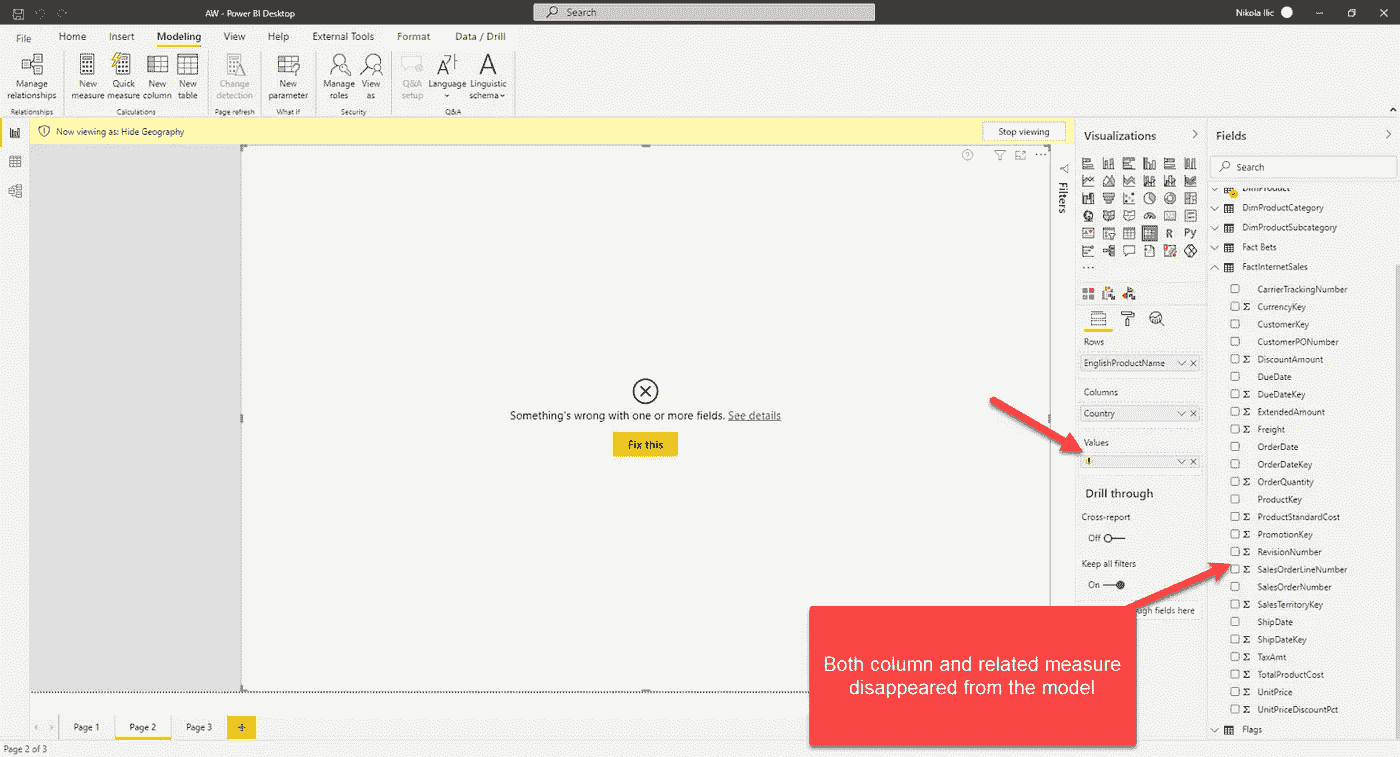 AW - Power BI Desktop
Search
Nikola Ilic
File
Home
Insert
Modeling
View
Help
External Tools
Format
Data / Drill
Manage
relationships
New
measure
Quick
measure
New
column
New
table
Change
detection
New
parameter
Manage
roles
View
as
Q&A
setup
Language
Linguistic
schema
Relationships
Calculations
Page refresh
What if
Security
Q&A
Now viewing as: Hide Geography
Stop viewing
Something's wrong with one or more fields. See details
Fix this
Filters
Visualizations
R
Py
Rows
EnglishProductName
Columns
Country
Values
Drill through
Cross-report
Off
Keep all filters
On
ough fields here
Fields
Search
DimProduct
DimProductCategory
DimProductSubcategory
Fact Bets
FactInternetSales
CarrierTrackingNumber
Σ CurrencyKey
CustomerKey
CustomerPONumber
Σ DiscountAmount
DueDate
Σ DueDateKey
Σ ExtendedAmount
Σ Freight
OrderDate
OrderDateKey
Σ OrderQuantity
ProductKey
Σ ProductStandardCost
Σ PromotionKey
Σ RevisionNumber
Σ SalesOrderLineNumber
SalesOrderNumber
Σ SalesTerritoryKey
ShipDate
Σ ShipDateKey
Σ TaxAmt
Σ TotalProductCost
Σ UnitPrice
Σ UnitPriceDiscountPct
Flags
Both column and related measure
disappeared from the model
Page 1
Page 2
Page 3
Page 2 of 3